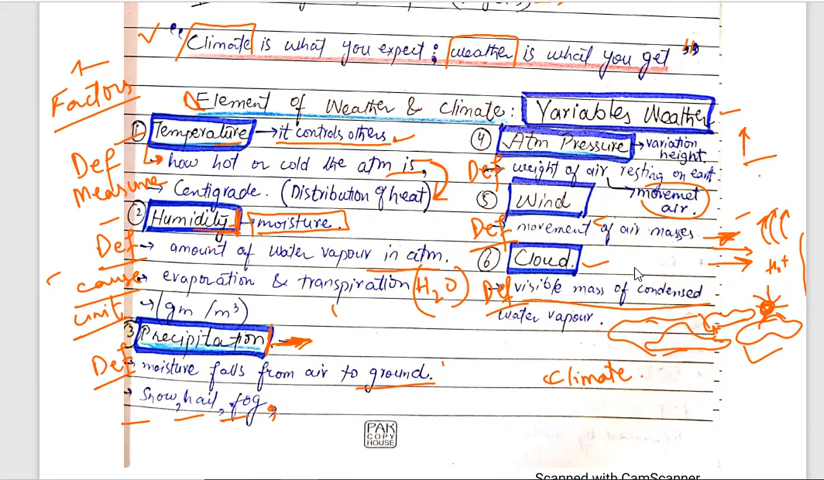 " Climate is what you expect ; weather is what you get "
Factors
Element of Weather & Climate :
Variables Weather
① Temperature → it controls others
Def → how hot or cold the atm is,
Measure → Centigrade. (Distribution of heat)
② Humidity → moisture.
Def → amount of water vapour in atm.
cause → evaporation & transpiration (H₂O)
unit → 1 gm /m³)
③ Precipitation →
Def moisture falls from air to ground.
Snow, hail, fog,
④ Atm Pressure → variation
height.
Def → weight of air resting on eart
→ movemet
air.
⑤ Wind
Def → movement of air masses
⑥ Cloud.
Def → visible mass of condensed
water vapour.
Climate
PAK
COPY
HOUSE
Scanned with CamScanner